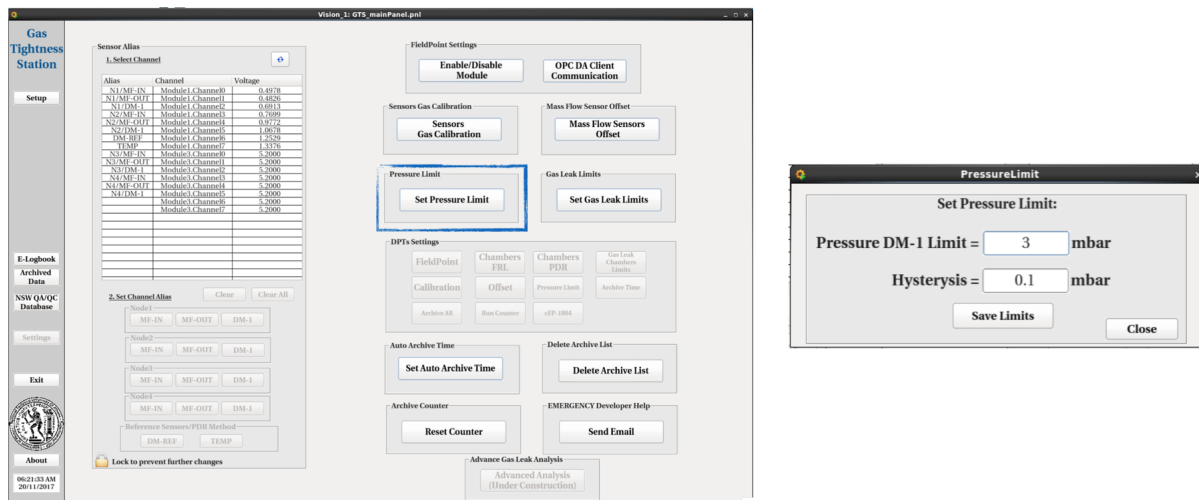 Vision_1: GTS_mainPanel.pnl
Gas
Tightness
Station
Setup
E-Logbook
Archived
Data
NSW QA/QC
Database
Settings
Exit
About
06:21:33 AM
20/11/2017
Sensor Alias
1. Select Channel
Alias Channel Voltage
N1/MF-IN Module1.Channel0 0.4978
N1/MF-OUT Module1.Channel1 0.4826
N1/DM-1 Module1.Channel2 0.6913
N2/MF-IN Module1.Channel3 0.7699
N2/MF-OUT Module1.Channel4 0.9772
N2/DM-1 Module1.Channel5 1.0678
DM-REF Module1.Channel6 1.2529
TEMP Module1.Channel7 1.3376
N3/MF-IN Module3.Channel0 5.2000
N3/MF-OUT Module3.Channel1 5.2000
N3/DM-1 Module3.Channel2 5.2000
N4/MF-IN Module3.Channel3 5.2000
N4/MF-OUT Module3.Channel4 5.2000
N4/DM-1 Module3.Channel5 5.2000
Module3.Channel6 5.2000
Module3.Channel7 5.2000
2. Set Channel Alias Clear Clear All
Node1
MF-IN MF-OUT DM-1
Node2
MF-IN MF-OUT DM-1
Node3
MF-IN MF-OUT DM-1
Node4
MF-IN MF-OUT DM-1
Reference Sensors/PDR Method
DM-REF TEMP
Lock to prevent further changes
FieldPoint Settings
Enable/Disable
Module
OPC DA Client
Communication
Sensors Gas Calibration
Sensors
Gas Calibration
Mass Flow Sensor Offset
Mass Flow Sensors
Offset
Pressure Limit
Set Pressure Limit
Gas Leak Limits
Set Gas Leak Limits
DPTs Settings
FieldPoint
Chambers
FRL
Chambers
PDR
Gas Leak
Chambers
Limits
Calibration Offset Pressure Limit Archive Time
Archive All Run Counter cEP-1804
Auto Archive Time
Set Auto Archive Time
Delete Archive List
Delete Archive List
Archive Counter
Reset Counter
EMERGENCY Developer Help
Send Email
Advance Gas Leak Analysis
Advanced Analysis
(Under Construction)
PressureLimit
Set Pressure Limit:
Pressure DM-1 Limit = 3 mbar
Hysterysis = 0.1 mbar
Save Limits
Close